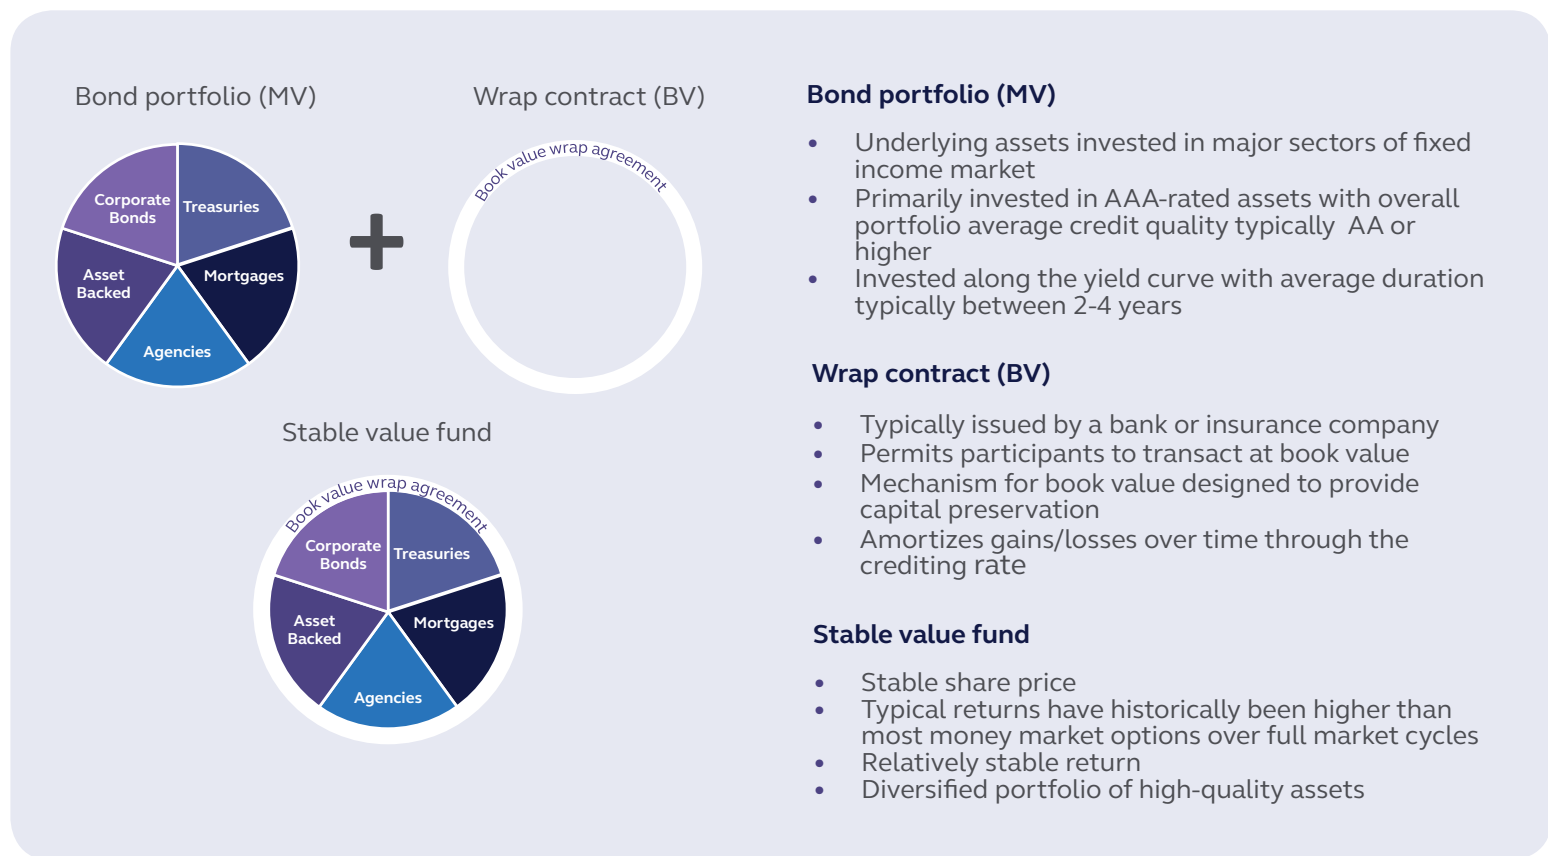 Bond portfolio (MV)
Corporate
Bonds
Treasuries
Asset
Backed
Mortgages
Agencies
Wrap contract (BV)
Book value wrap agreement
Stable value fund
Book value wrap agreement
Corporate
Bonds
Treasuries
Asset
Backed
Mortgages
Agencies
Bond portfolio (MV)
• Underlying assets invested in major sectors of fixed
income market
• Primarily invested in AAA-rated assets with overall
portfolio average credit quality typically AA or
higher
• Invested along the yield curve with average duration
typically between 2-4 years
Wrap contract (BV)
• Typically issued by a bank or insurance company
• Permits participants to transact at book value
• Mechanism for book value designed to provide
capital preservation
• Amortizes gains/losses over time through the
crediting rate
Stable value fund
• Stable share price
• Typical returns have historically been higher than
most money market options over full market cycles
• Relatively stable return
• Diversified portfolio of high-quality assets